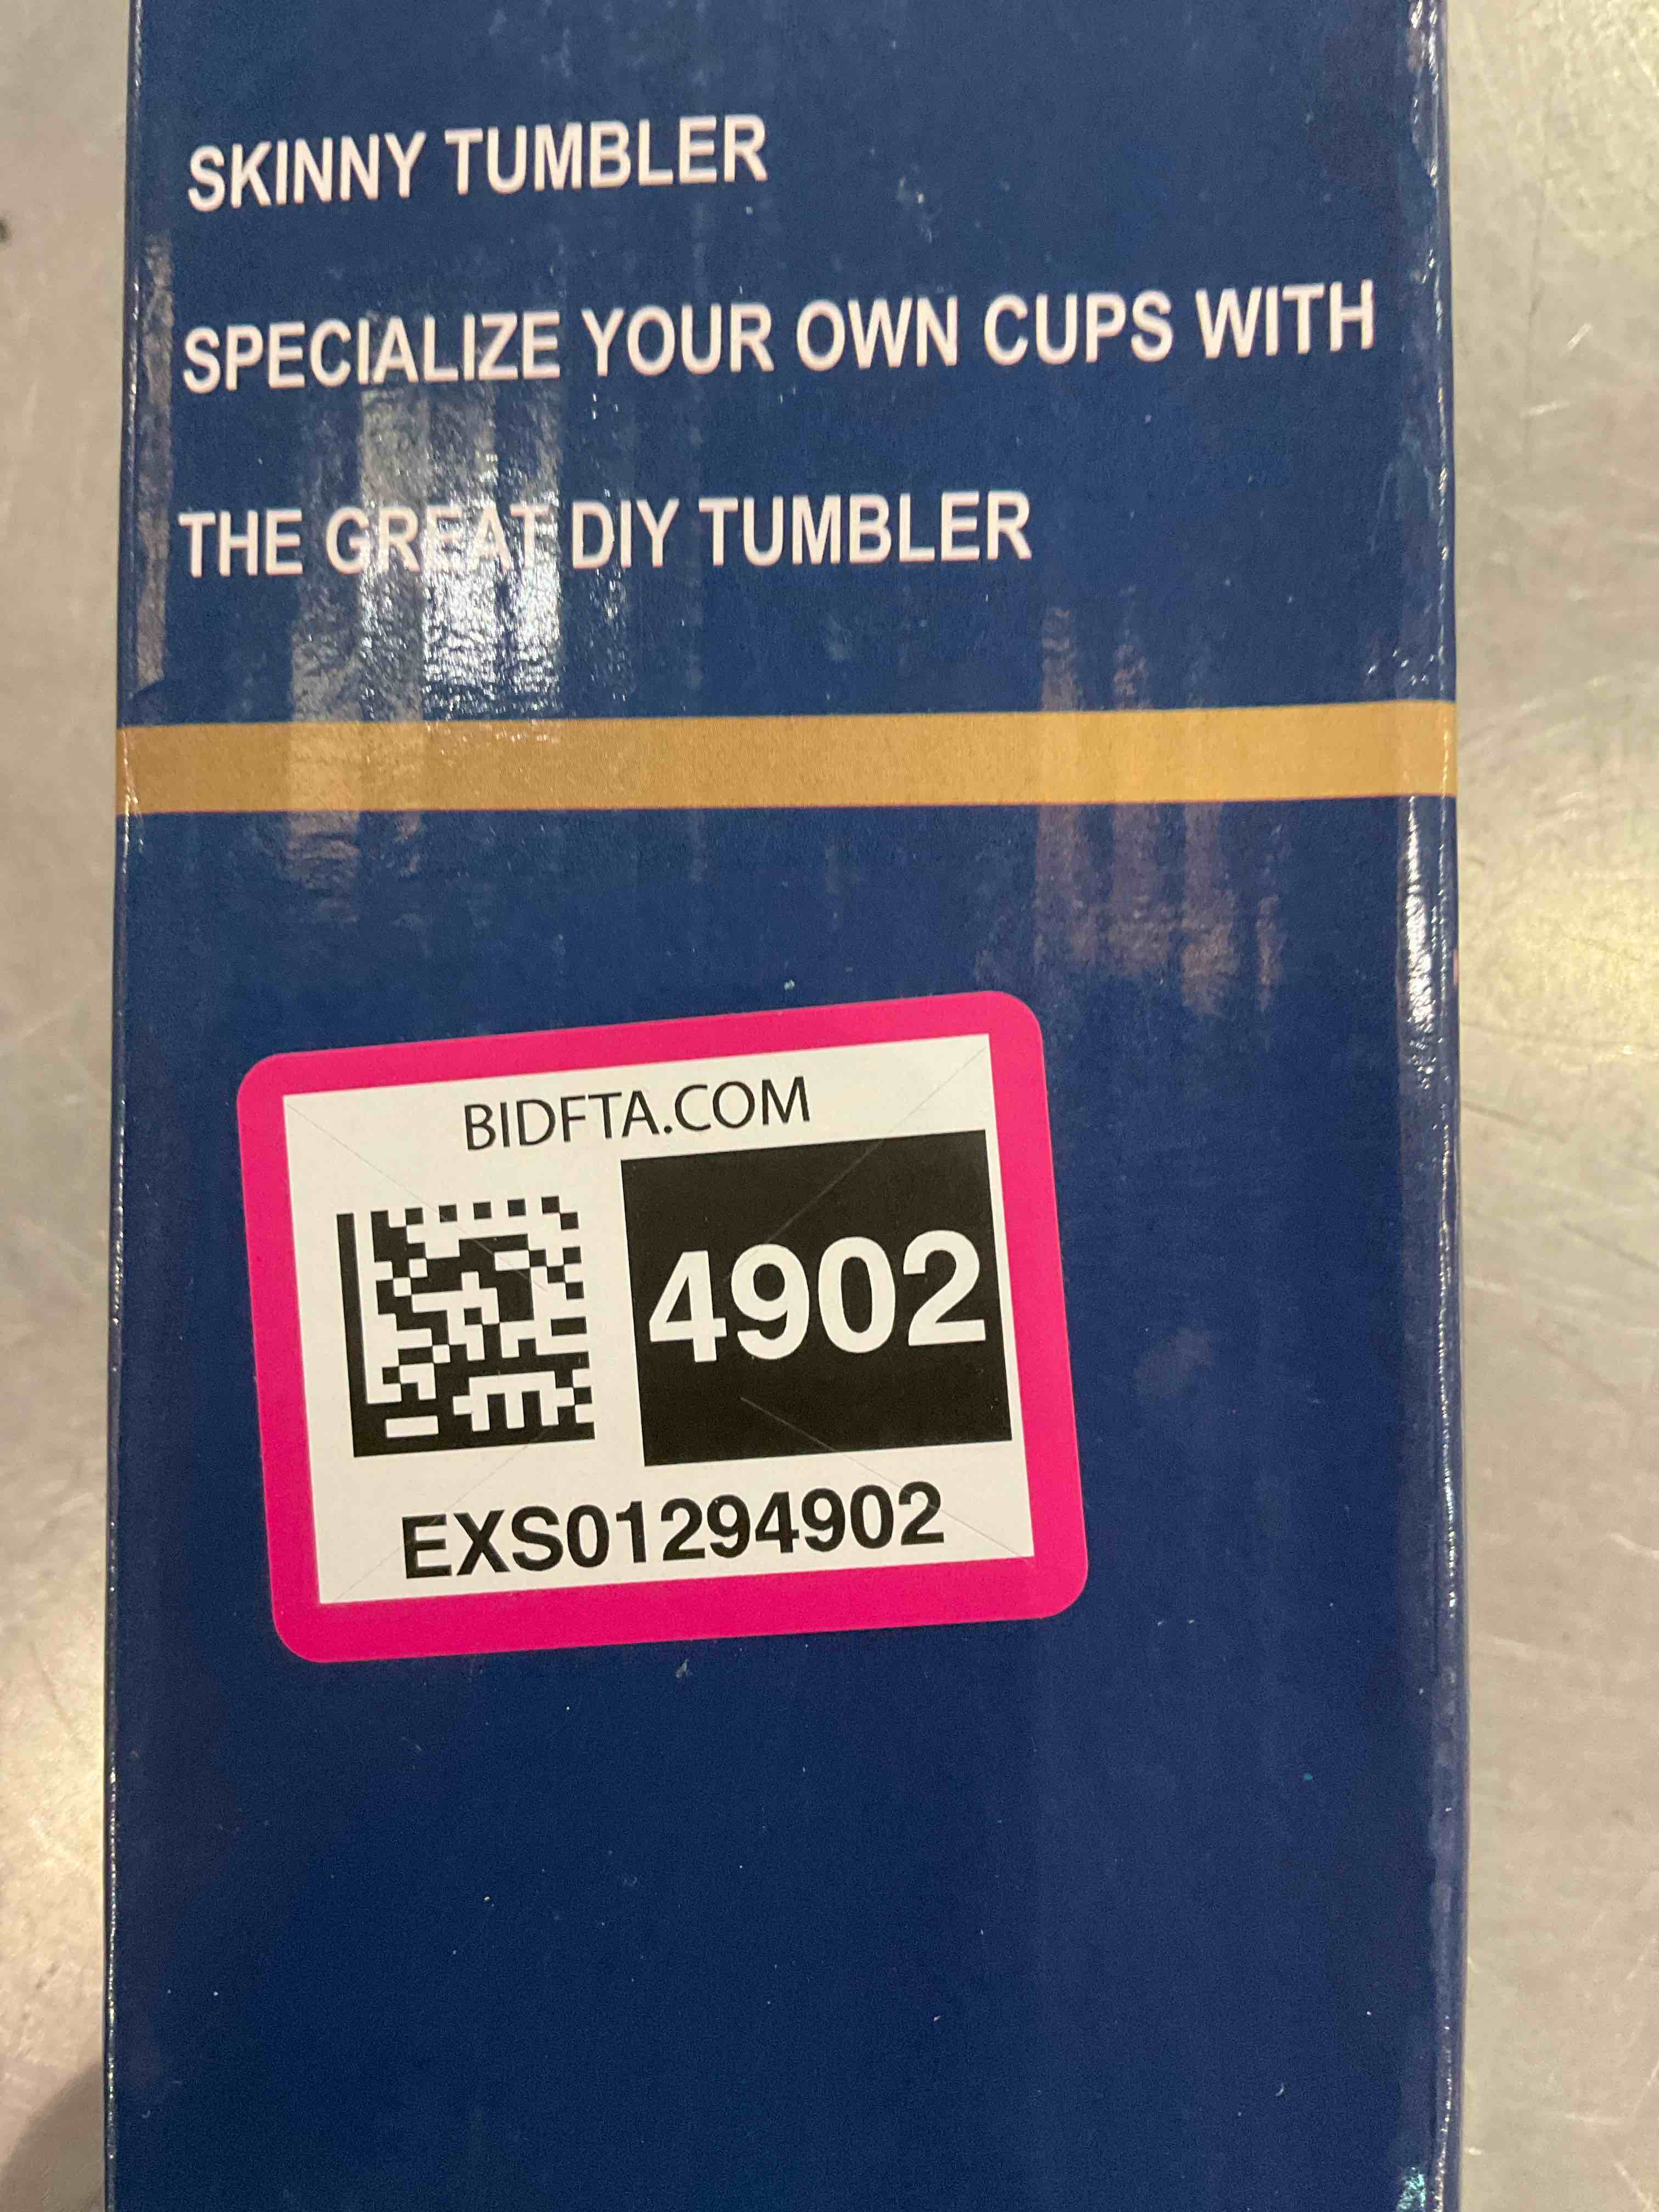 SKINNY TUMBLER
SPECIALIZE YOUR OWN CUPS WITH
THE GREAT DIY TUMBLER
BIDFTA.COM
4902
EXS01294902